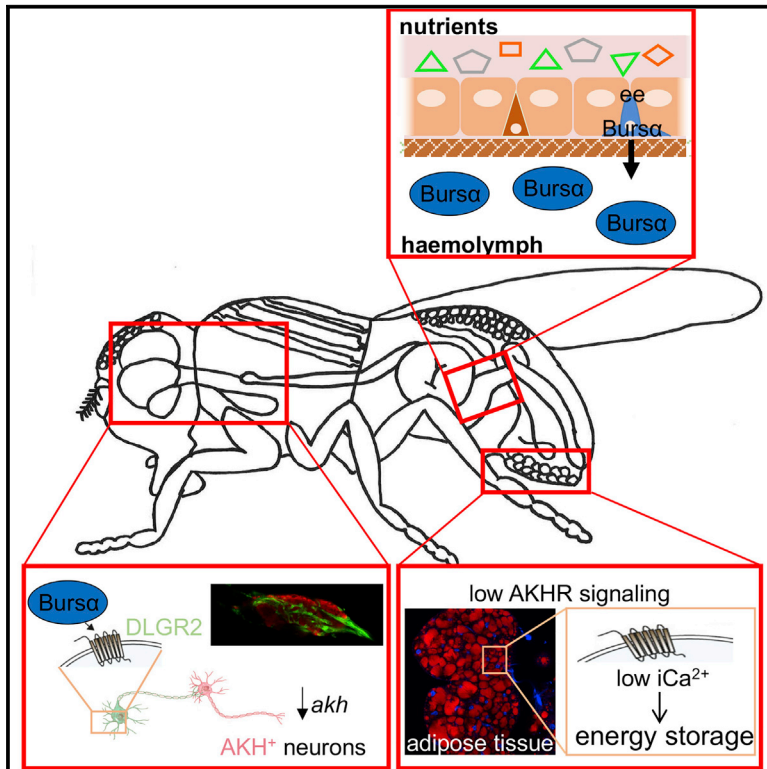 nutrients
ee
Bursα
Bursα
Bursα
Bursα
haemolymph
Bursα
DLGR2
akh
AKH⁺ neurons
low AKHR signaling
low iCa²⁺
energy storage
adipose tissue